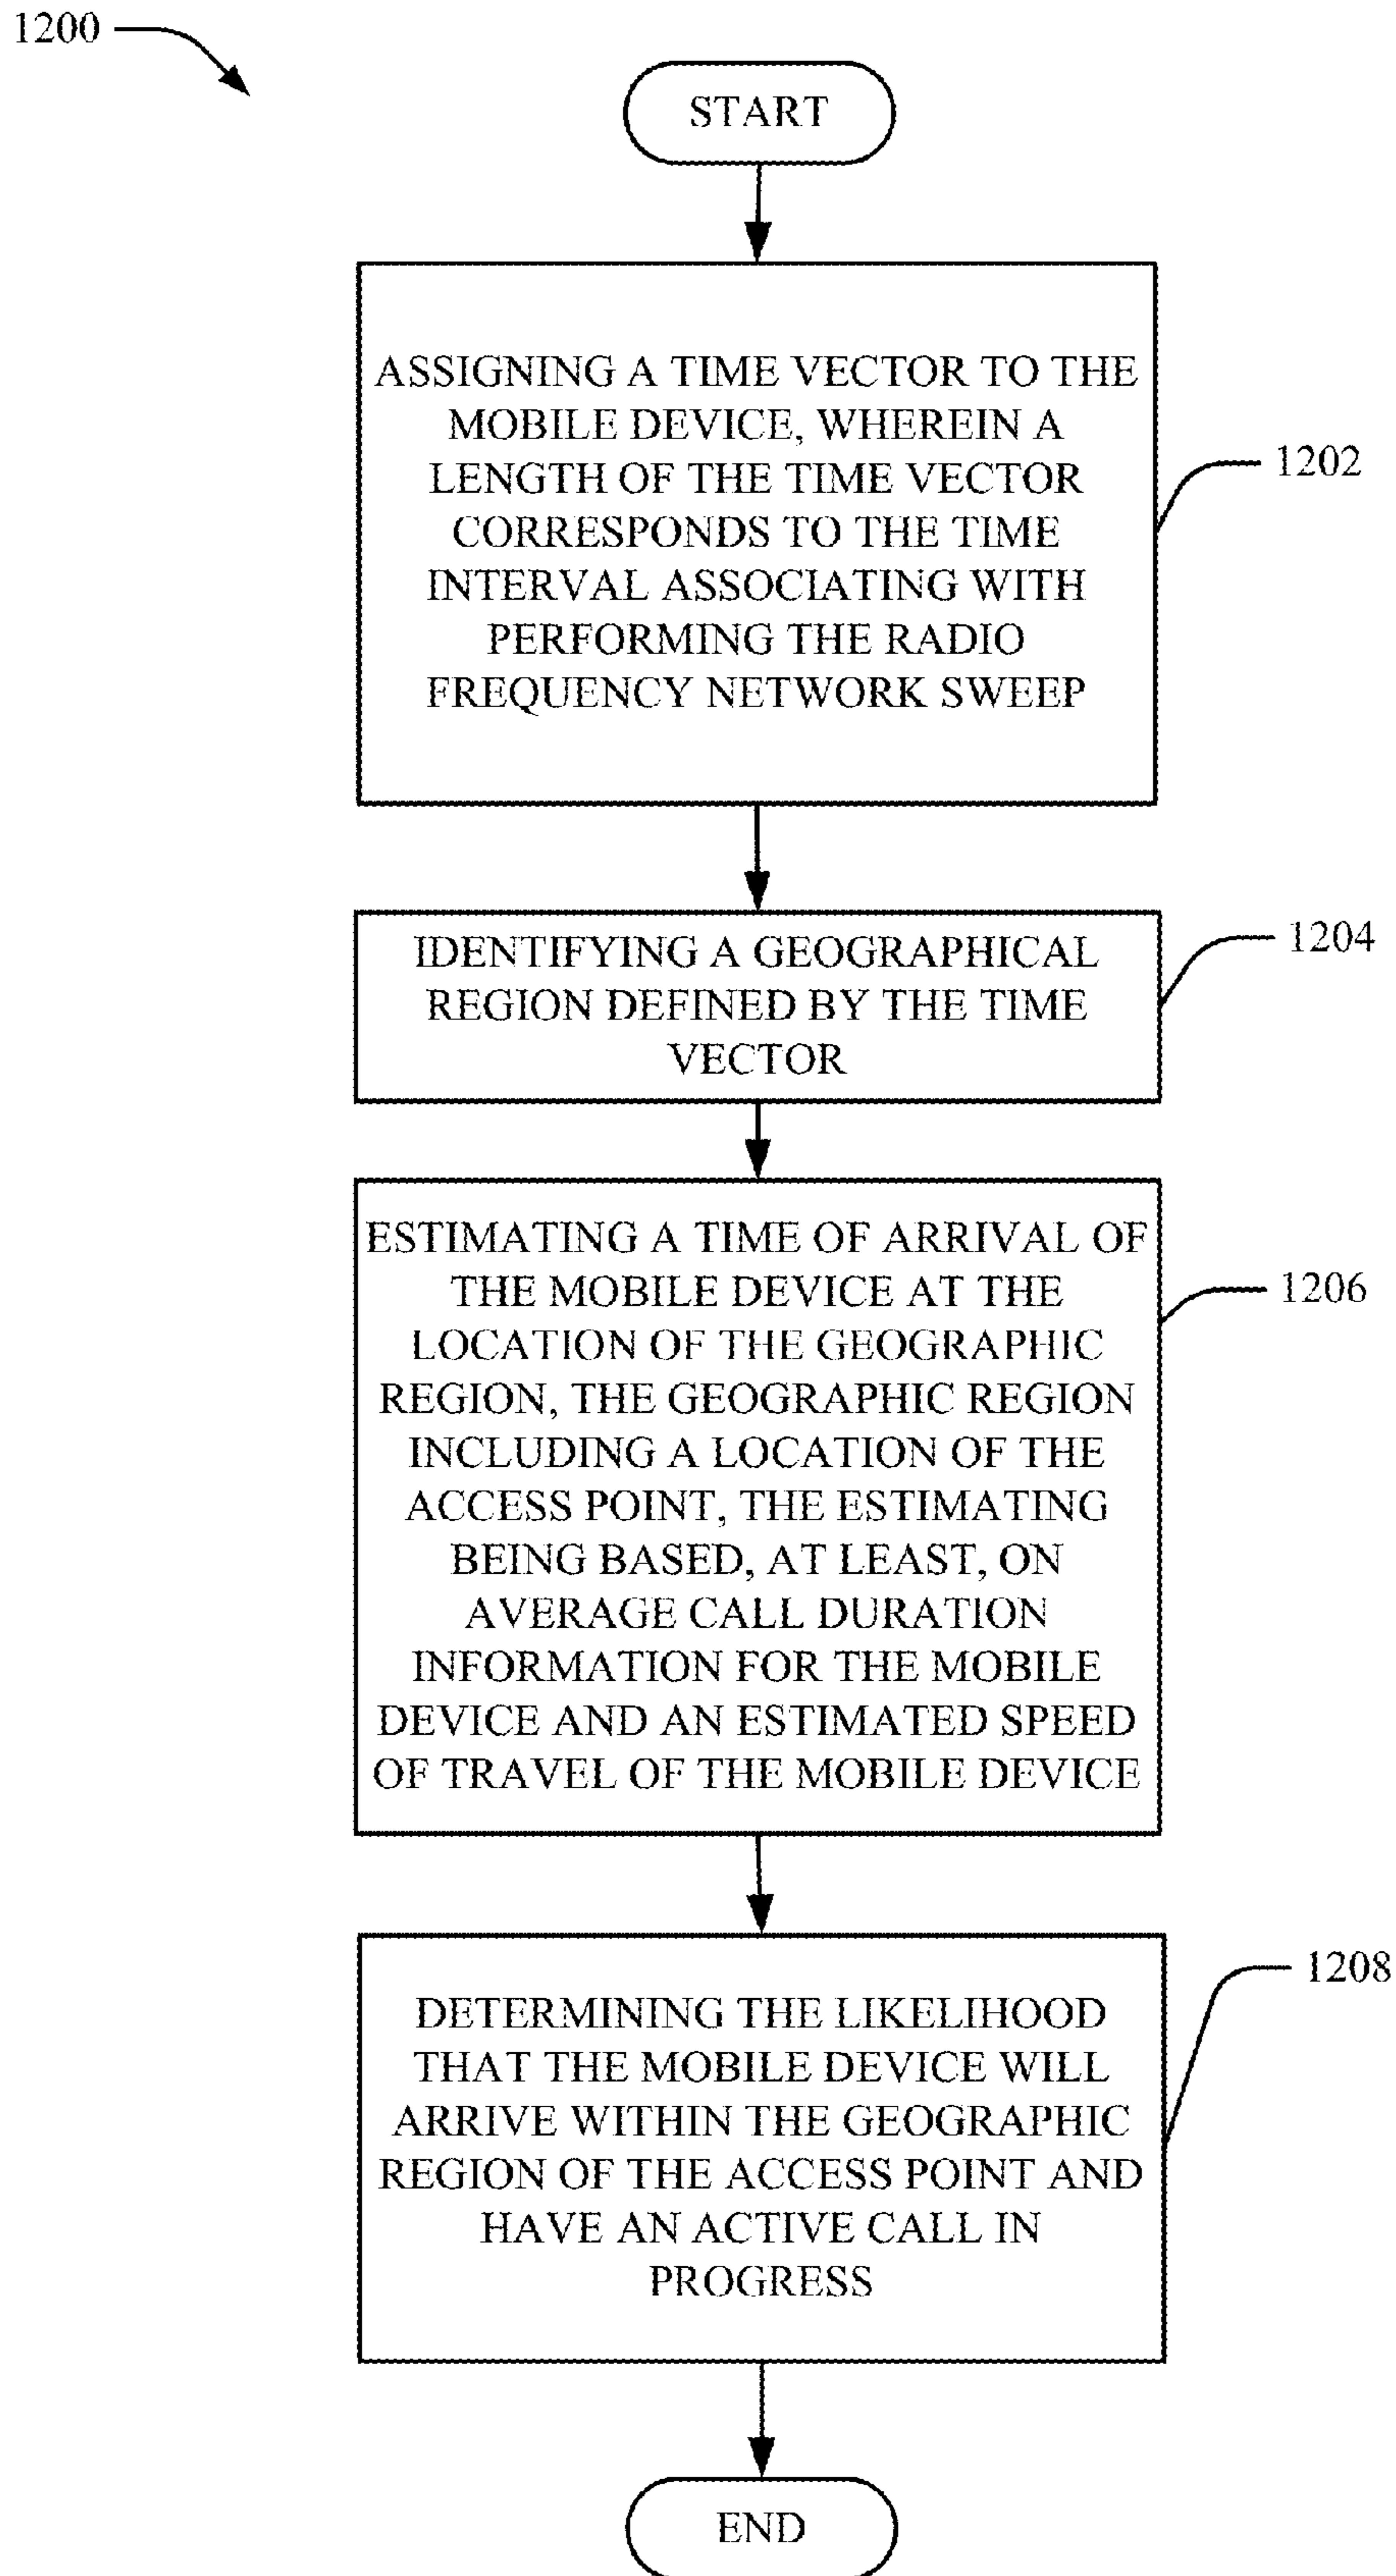 1200
START
ASSIGNING A TIME VECTOR TO THE
MOBILE DEVICE, WHEREIN A
LENGTH OF THE TIME VECTOR
CORRESPONDS TO THE TIME
INTERVAL ASSOCIATING WITH
PERFORMING THE RADIO
FREQUENCY NETWORK SWEEP
1202
IDENTIFYING A GEOGRAPHICAL
REGION DEFINED BY THE TIME
VECTOR
1204
ESTIMATING A TIME OF ARRIVAL OF
THE MOBILE DEVICE AT THE
LOCATION OF THE GEOGRAPHIC
REGION, THE GEOGRAPHIC REGION
INCLUDING A LOCATION OF THE
ACCESS POINT, THE ESTIMATING
BEING BASED, AT LEAST, ON
AVERAGE CALL DURATION
INFORMATION FOR THE MOBILE
DEVICE AND AN ESTIMATED SPEED
OF TRAVEL OF THE MOBILE DEVICE
1206
DETERMINING THE LIKELIHOOD
THAT THE MOBILE DEVICE WILL
ARRIVE WITHIN THE GEOGRAPHIC
REGION OF THE ACCESS POINT AND
HAVE AN ACTIVE CALL IN
PROGRESS
1208
END